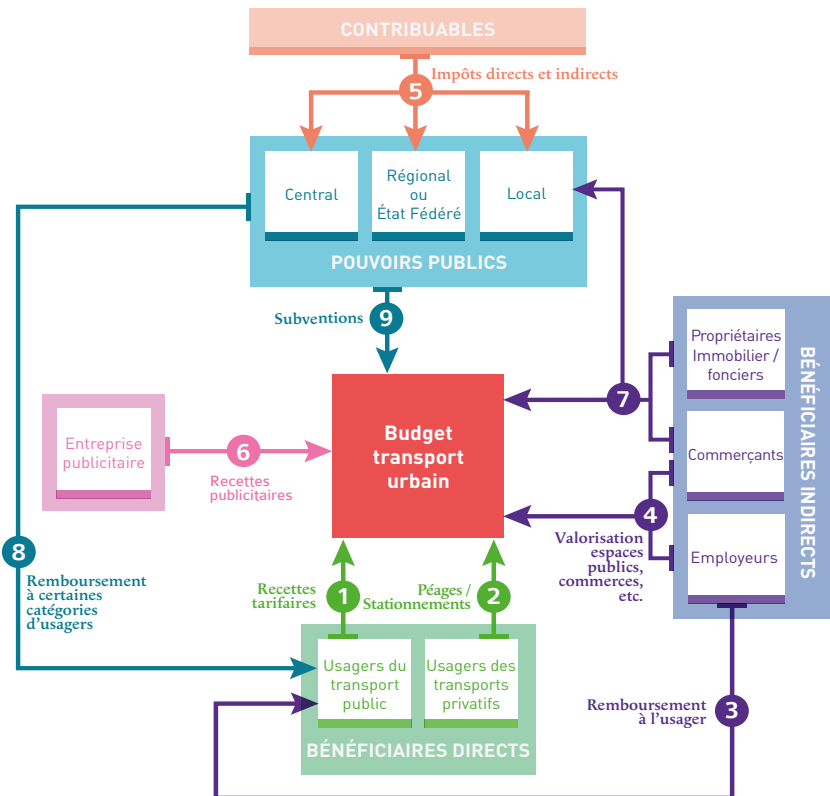 CONTRIBUABLES
Impôts directs et indirects
5
Central
Régional
ou
État Fédéré
Local
POUVOIRS PUBLICS
Subventions
9
Propriétaires
Immobilier /
fonciers
Commerçants
Employeurs
BÉNÉFICIAIRES INDIRECTS
7
Budget
transport
urbain
Entreprise
publicitaire
6
Recettes
publicitaires
4
Valorisation
espaces
publics,
commerces,
etc.
8
Remboursement
à certaines
catégories
d'usagers
Recettes
tarifaires
1
Péages /
Stationnements
2
Usagers du
transport
public
Usagers des
transports
privatifs
BÉNÉFICIAIRES DIRECTS
Remboursement
à l'usager
3